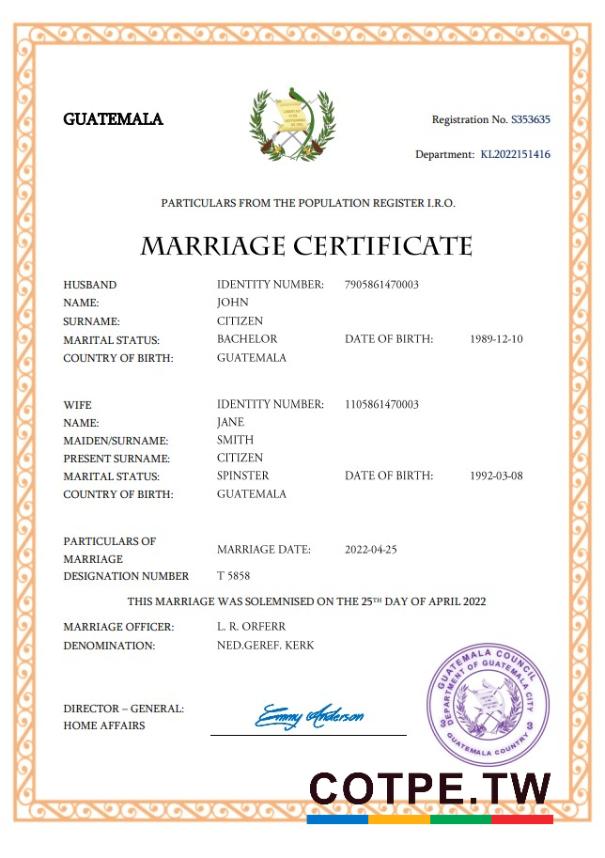 GUATEMALA
Registration No. S353635
Department: KL2022151416
PARTICULARS FROM THE POPULATION REGISTER I.R.O.
MARRIAGE CERTIFICATE
HUSBAND IDENTITY NUMBER: 7905861470003
NAME: JOHN
SURNAME: CITIZEN
MARITAL STATUS: BACHELOR DATE OF BIRTH: 1989-12-10
COUNTRY OF BIRTH: GUATEMALA
WIFE IDENTITY NUMBER: 1105861470003
NAME: JANE
MAIDEN/SURNAME: SMITH
PRESENT SURNAME: CITIZEN
MARITAL STATUS: SPINSTER DATE OF BIRTH: 1992-03-08
COUNTRY OF BIRTH: GUATEMALA
PARTICULARS OF
MARRIAGE MARRIAGE DATE: 2022-04-25
DESIGNATION NUMBER T 5858
THIS MARRIAGE WAS SOLEMNISED ON THE 25TH DAY OF APRIL 2022
MARRIAGE OFFICER: L. R. ORFERR
DENOMINATION: NED.GEREF. KERK
GUATEMALA COUNCIL
DEPARTMENT OF GUATEMALA CITY
3 3
GUATEMALA COUNTRY
DIRECTOR – GENERAL:
HOME AFFAIRS
Emmy Anderson
COTPE.TW